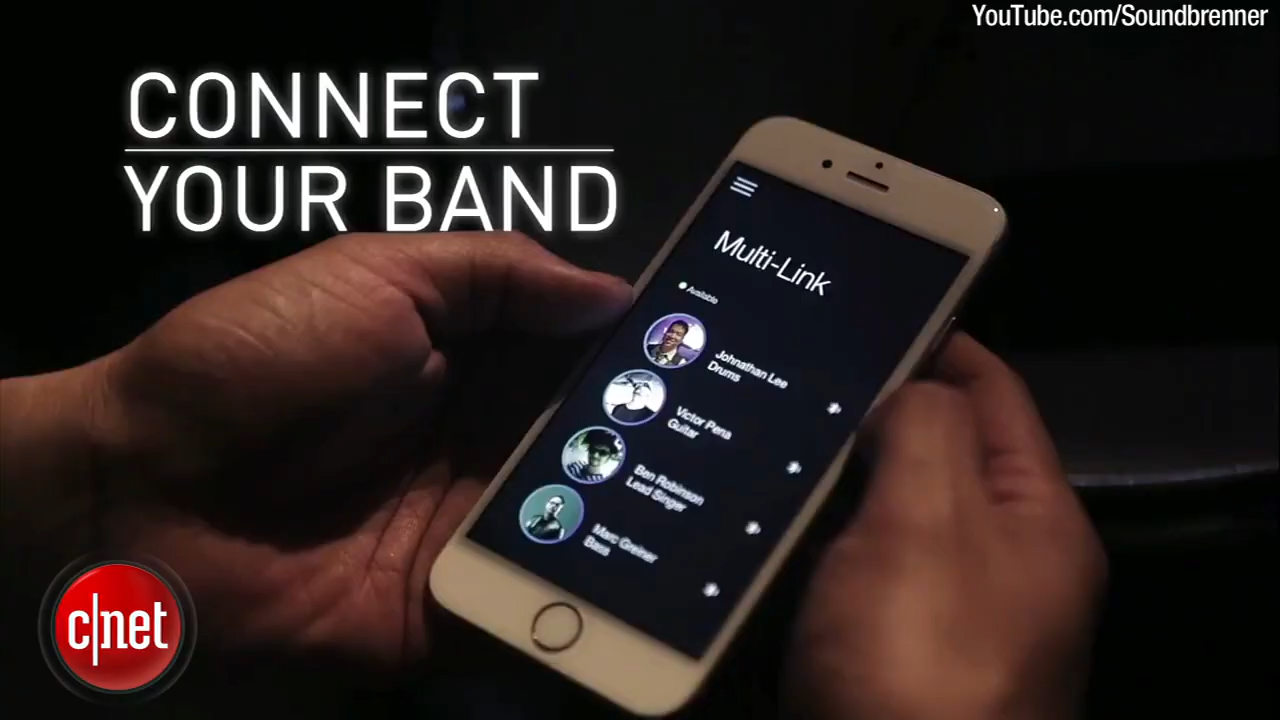 YouTube.com/Soundbrenner
CONNECT
YOUR BAND
Multi-Link
Available
Johnathan Lee
Drums
Victor Pena
Guitar
Ben Robinson
Lead Singer
Marc Greiner
Bass
c|net